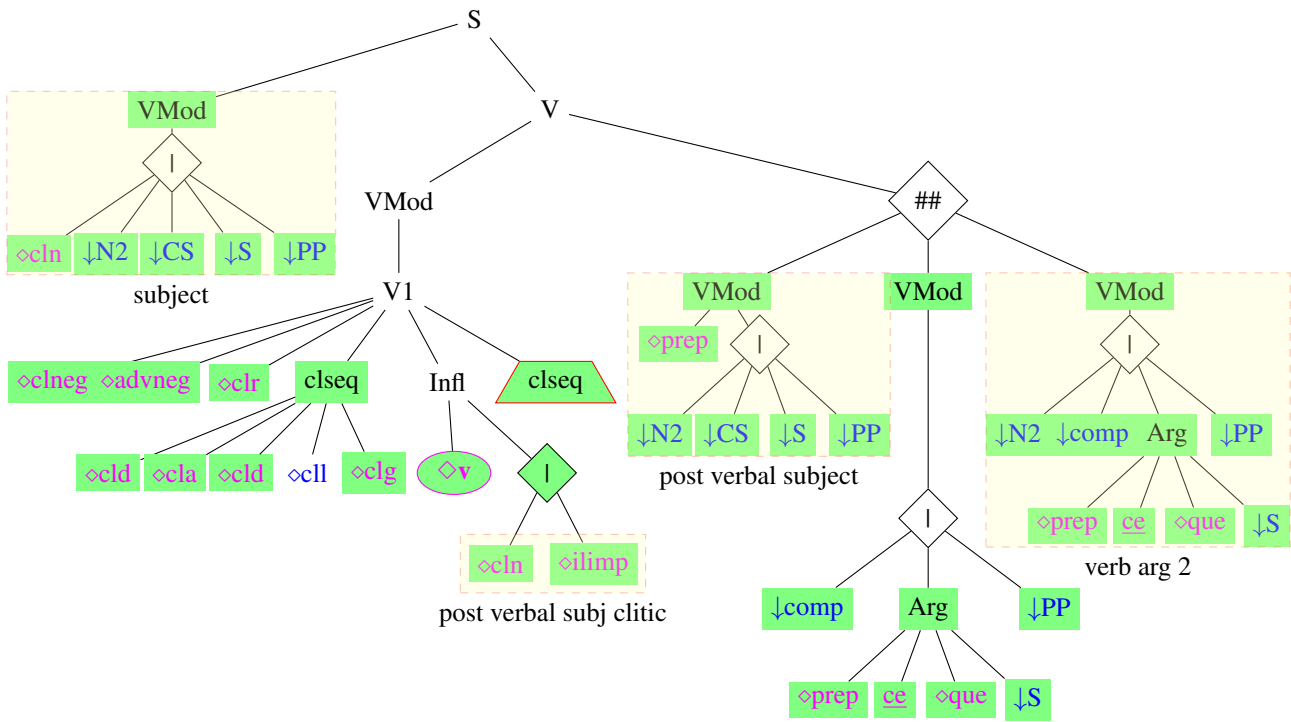 S
VMod
V
|
VMod
##
◇cln ↓N2 ↓CS ↓S ↓PP
subject
V1
VMod VMod VMod
◇prep | |
◇clneg ◇advneg ◇clr clseq Infl clseq
↓N2 ↓CS ↓S ↓PP
↓N2 ↓comp Arg ↓PP
◇cld ◇cla ◇cld ◇cll ◇clg ◇v |
post verbal subject
◇prep ce ◇que ↓S
|
◇cln ◇ilimp
verb arg 2
post verbal subj clitic
↓comp Arg ↓PP
◇prep ce ◇que ↓S